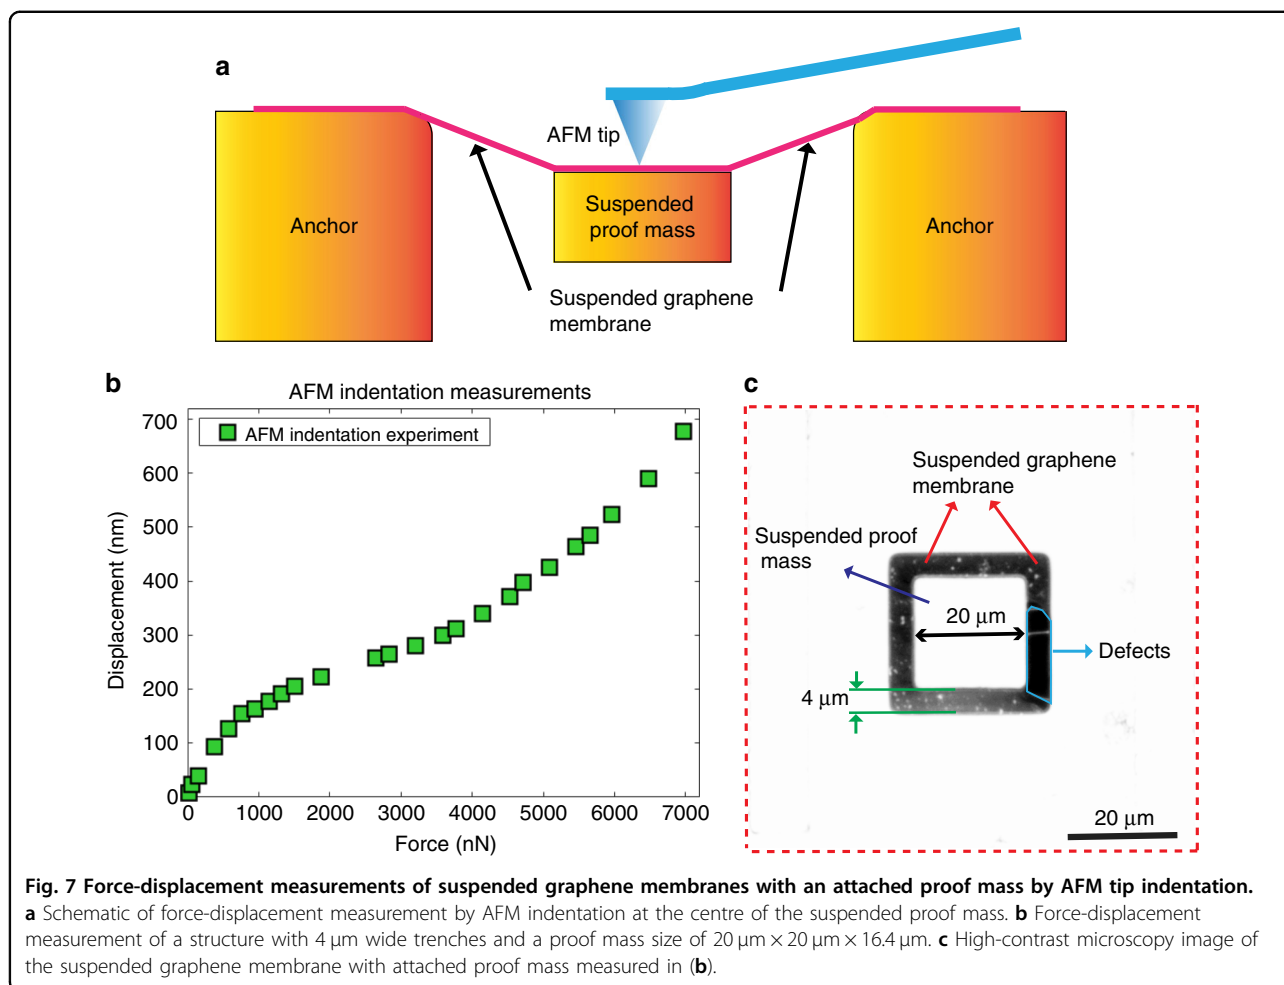 a
AFM tip
Anchor
Suspended
proof mass
Anchor
Suspended graphene
membrane
b
AFM indentation measurements
AFM indentation experiment
Displacement (nm)
700
600
500
400
300
200
100
0
0 1000 2000 3000 4000 5000 6000 7000
Force (nN)
c
Suspended graphene
membrane
Suspended proof
mass
20 μm
Defects
4 μm
20 μm
Fig. 7 Force-displacement measurements of suspended graphene membranes with an attached proof mass by AFM tip indentation.
a Schematic of force-displacement measurement by AFM indentation at the centre of the suspended proof mass. b Force-displacement
measurement of a structure with 4 μm wide trenches and a proof mass size of 20 μm × 20 μm × 16.4 μm. c High-contrast microscopy image of
the suspended graphene membrane with attached proof mass measured in (b).